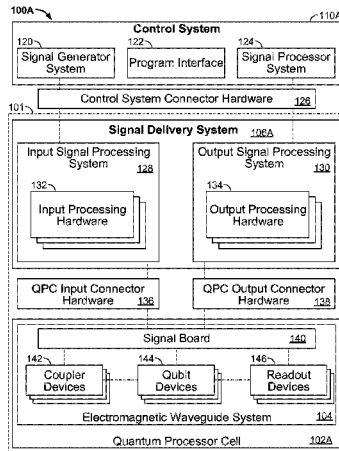 100A
110A
Control System
120
122
124
Signal Generator System
Program Interface
Signal Processor System
Control System Connector Hardware 126
101
Signal Delivery System 106A
Input Signal Processing System 128
Output Signal Processing System 130
132
134
Input Processing Hardware
Output Processing Hardware
QPC Input Connector Hardware 136
QPC Output Connector Hardware 138
Signal Board 140
142
144
146
Coupler Devices
Qubit Devices
Readout Devices
Electromagnetic Waveguide System 104
Quantum Processor Cell 102A